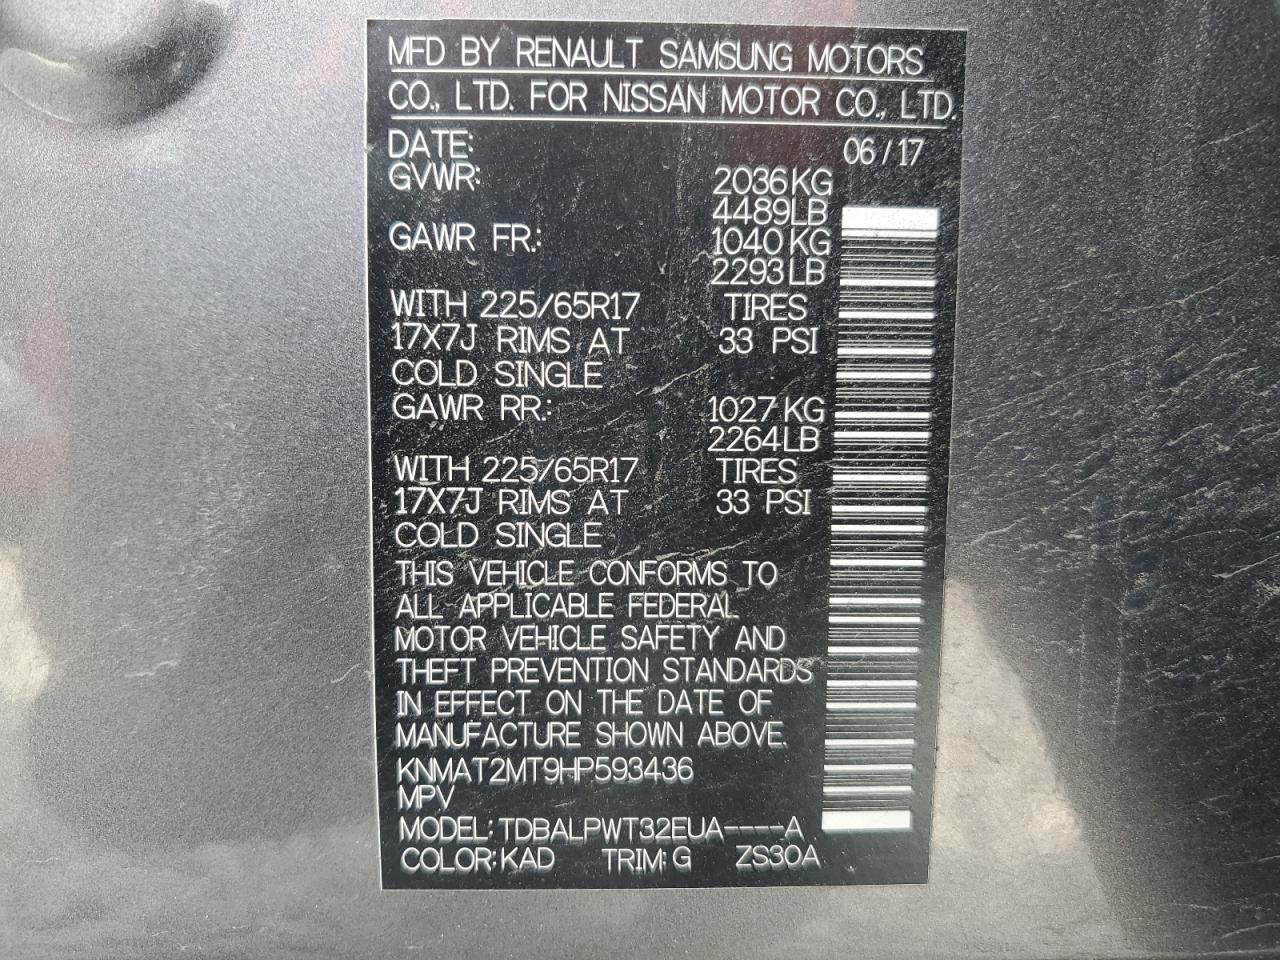 MFD BY RENAULT SAMSUNG MOTORS
CO., LTD. FOR NISSAN MOTOR CO., LTD.
DATE: 06/17
GVWR: 2036KG
4489LB
GAWR FR.: 1040KG
2293LB
WITH 225/65R17 TIRES
17X7J RIMS AT 33 PSI
COLD SINGLE
GAWR RR.: 1027KG
2264LB
WITH 225/65R17 TIRES
17X7J RIMS AT 33 PSI
COLD SINGLE
THIS VEHICLE CONFORMS TO
ALL APPLICABLE FEDERAL
MOTOR VEHICLE SAFETY AND
THEFT PREVENTION STANDARDS
IN EFFECT ON THE DATE OF
MANUFACTURE SHOWN ABOVE.
KNMAT2MT9HP593436
MPV
MODEL: TDBALPWT32EUA----A
COLOR: KAD TRIM: G ZS30A